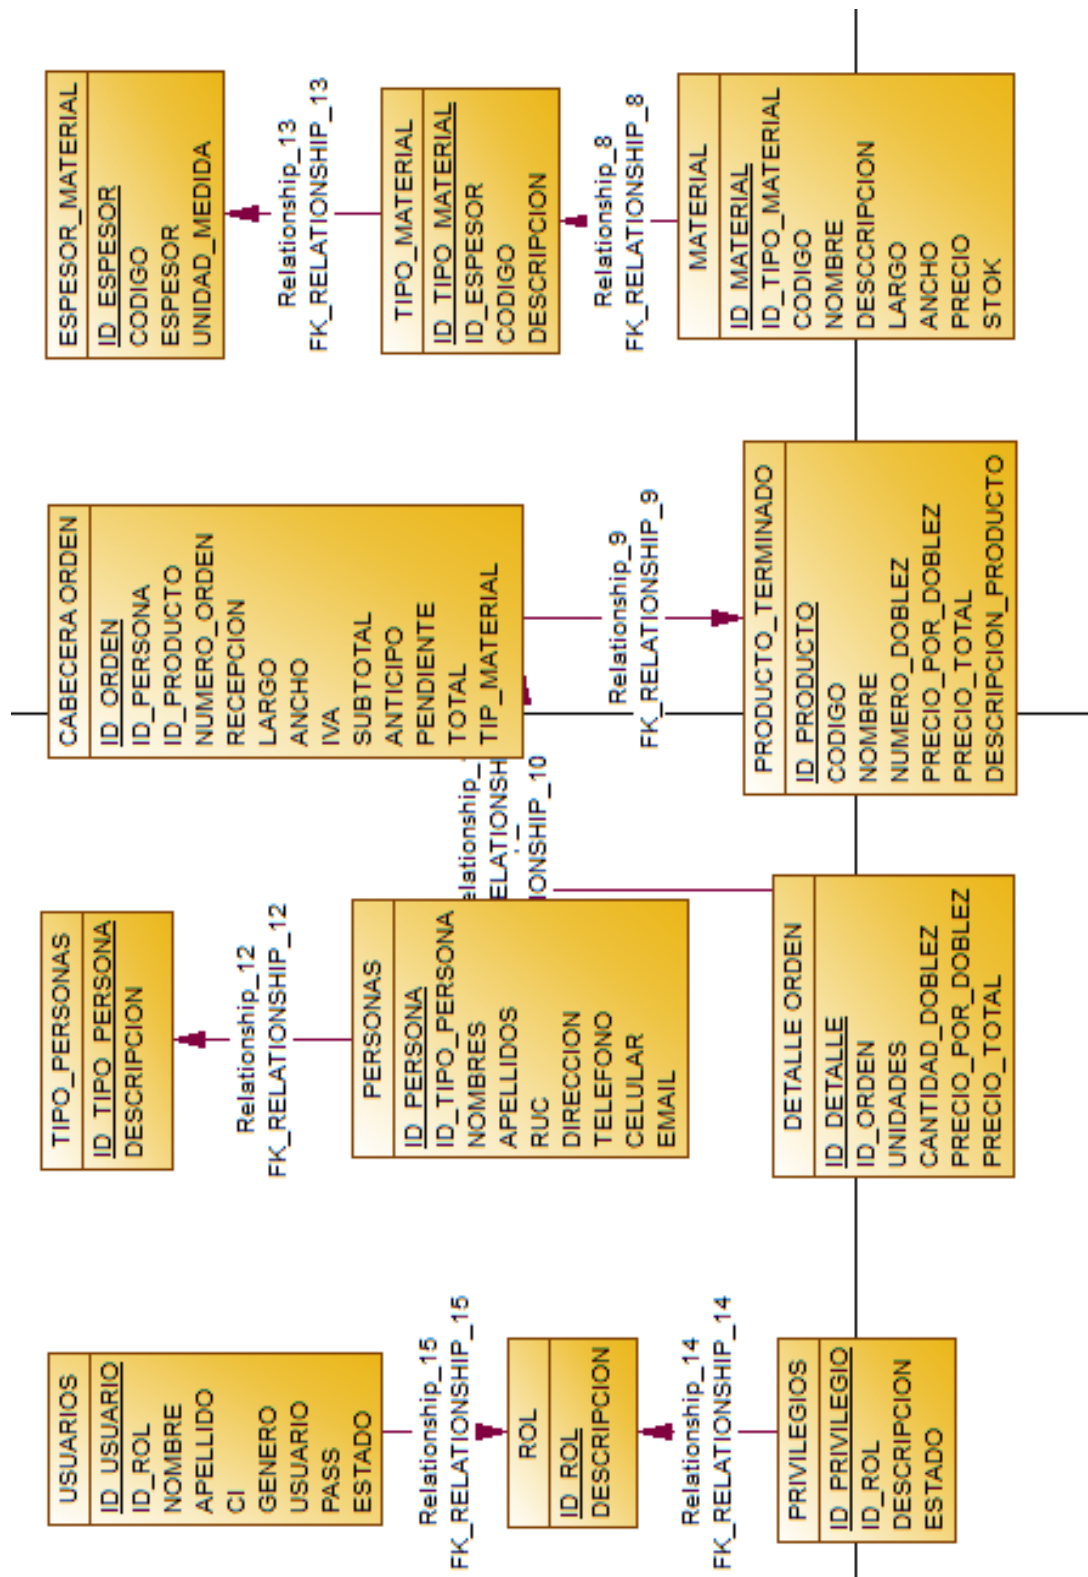 USUARIOS
ID_USUARIO
ID_ROL
NOMBRE
APELLIDO
CI
GENERO
USUARIO
PASS
ESTADO
Relationship_15
FK_RELATIONSHIP_15
ROL
ID_ROL
DESCRIPCION
Relationship_14
FK_RELATIONSHIP_14
PRIVILEGIOS
ID_PRIVILEGIO
ID_ROL
DESCRIPCION
ESTADO
TIPO_PERSONAS
ID_TIPO_PERSONA
DESCRIPCION
Relationship_12
FK_RELATIONSHIP_12
PERSONAS
ID_PERSONA
ID_TIPO_PERSONA
NOMBRES
APELLIDOS
RUC
DIRECCION
TELEFONO
CELULAR
EMAIL
DETALLE ORDEN
ID_DETALLE
ID_ORDEN
UNIDADES
CANTIDAD_DOBLEZ
PRECIO_POR_DOBLEZ
PRECIO_TOTAL
elationship_
ELATIONSH
IONSHIP_10
CABECERA ORDEN
ID_ORDEN
ID_PERSONA
ID_PRODUCTO
NUMERO_ORDEN
RECEPCION
LARGO
ANCHO
IVA
SUBTOTAL
ANTICIPO
PENDIENTE
TOTAL
TIP_MATERIAL
Relationship_9
FK_RELATIONSHIP_9
PRODUCTO_TERMINADO
ID_PRODUCTO
CODIGO
NOMBRE
NUMERO_DOBLEZ
PRECIO_POR_DOBLEZ
PRECIO_TOTAL
DESCRIPCION_PRODUCTO
ESPESOR_MATERIAL
ID_ESPESOR
CODIGO
ESPESOR
UNIDAD_MEDIDA
Relationship_13
FK_RELATIONSHIP_13
TIPO_MATERIAL
ID_TIPO_MATERIAL
ID_ESPESOR
CODIGO
DESCRIPCION
Relationship_8
FK_RELATIONSHIP_8
MATERIAL
ID_MATERIAL
ID_TIPO_MATERIAL
CODIGO
NOMBRE
DESCCRIPCION
LARGO
ANCHO
PRECIO
STOK